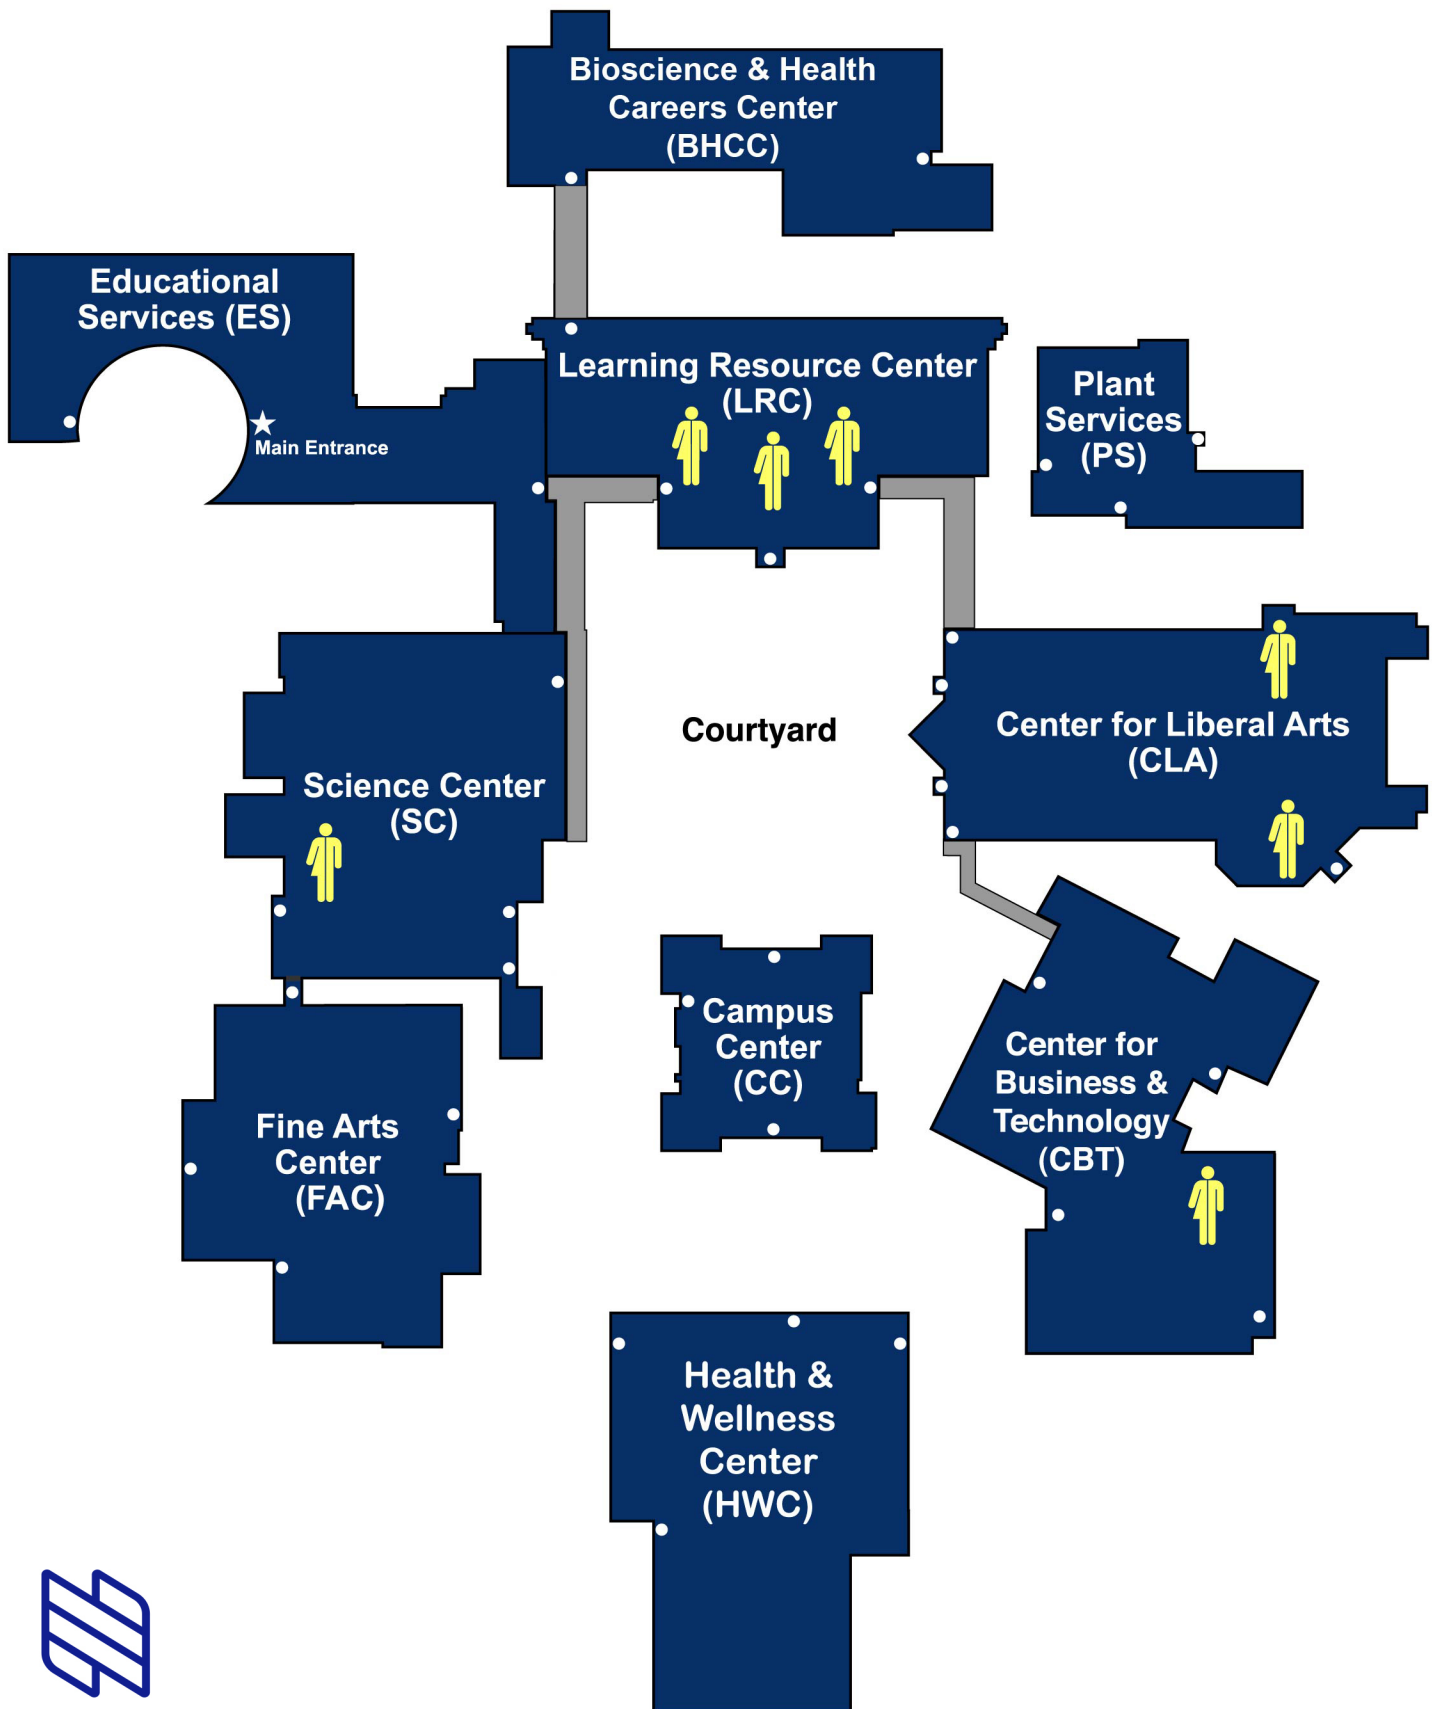 Bioscience & Health
Careers Center
(BHCC)
Educational
Services (ES)
Main Entrance
Learning Resource Center
(LRC)
Plant
Services
(PS)
Courtyard
Center for Liberal Arts
(CLA)
Science Center
(SC)
Campus
Center
(CC)
Center for
Business &
Technology
(CBT)
Fine Arts
Center
(FAC)
Health &
Wellness
Center
(HWC)